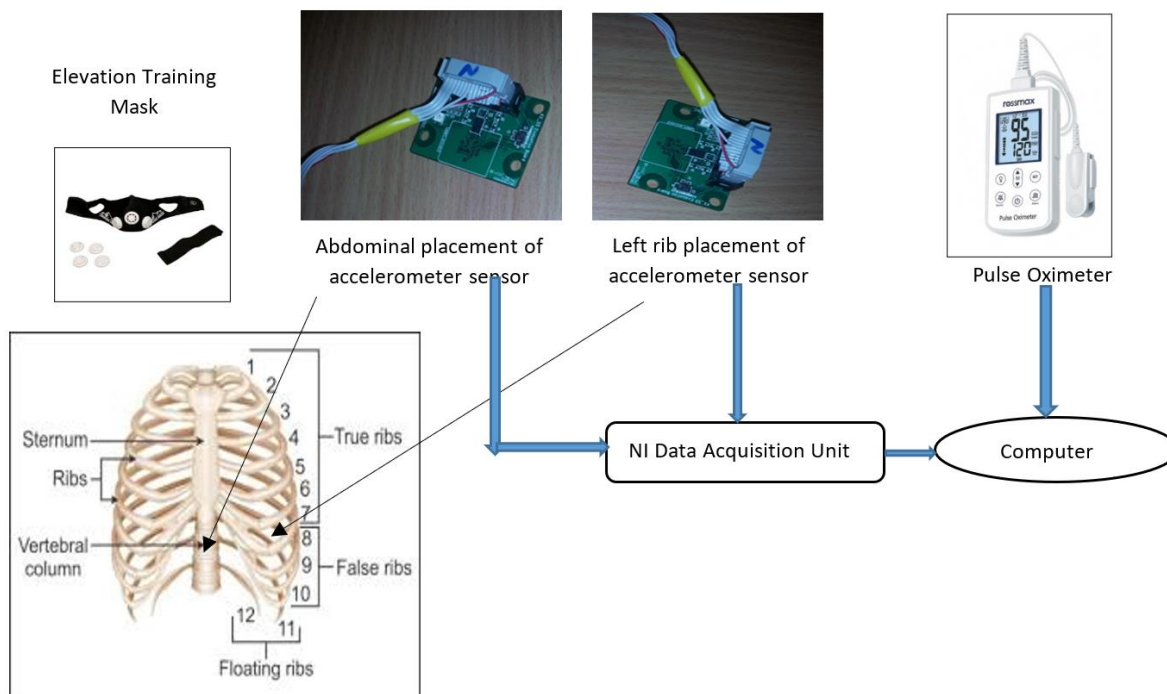 Elevation Training
Mask
Abdominal placement of
accelerometer sensor
Left rib placement of
accelerometer sensor
rossmax
95
120
Pulse Oximeter
Pulse Oximeter
NI Data Acquisition Unit
Computer
1
2
3
4
5
6
7
8
9
10
12
11
Sternum
Ribs
Vertebral
column
True ribs
False ribs
Floating ribs